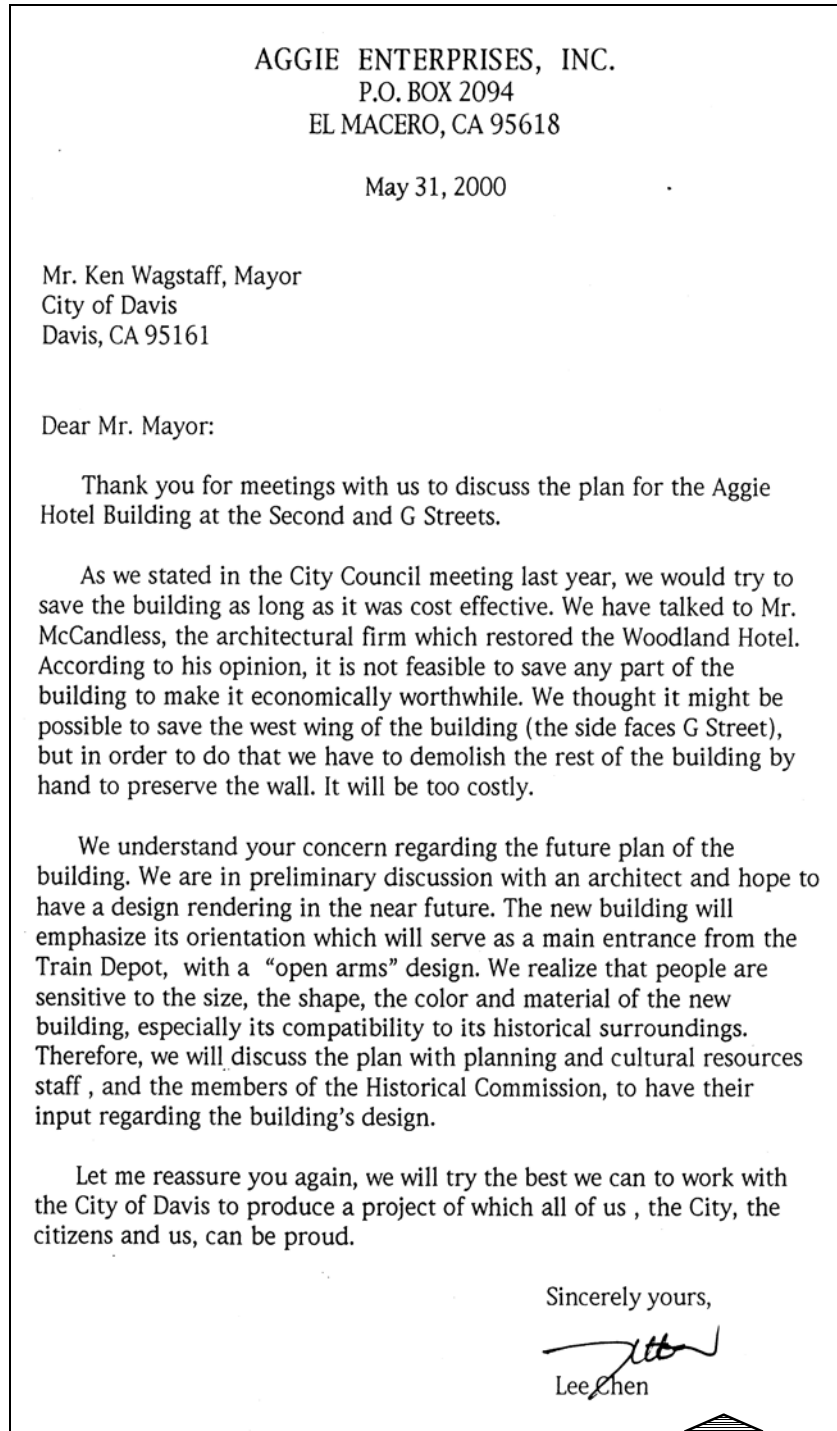 AGGIE ENTERPRISES, INC.
P.O. BOX 2094
EL MACERO, CA 95618
May 31, 2000
Mr. Ken Wagstaff, Mayor
City of Davis
Davis, CA 95161
Dear Mr. Mayor:
Thank you for meetings with us to discuss the plan for the Aggie
Hotel Building at the Second and G Streets.
As we stated in the City Council meeting last year, we would try to
save the building as long as it was cost effective. We have talked to Mr.
McCandless, the architectural firm which restored the Woodland Hotel.
According to his opinion, it is not feasible to save any part of the
building to make it economically worthwhile. We thought it might be
possible to save the west wing of the building (the side faces G Street),
but in order to do that we have to demolish the rest of the building by
hand to preserve the wall. It will be too costly.
We understand your concern regarding the future plan of the
building. We are in preliminary discussion with an architect and hope to
have a design rendering in the near future. The new building will
emphasize its orientation which will serve as a main entrance from the
Train Depot, with a “open arms” design. We realize that people are
sensitive to the size, the shape, the color and material of the new
building, especially its compatibility to its historical surroundings.
Therefore, we will discuss the plan with planning and cultural resources
staff , and the members of the Historical Commission, to have their
input regarding the building’s design.
Let me reassure you again, we will try the best we can to work with
the City of Davis to produce a project of which all of us , the City, the
citizens and us, can be proud.
Sincerely yours,
Lee Chen